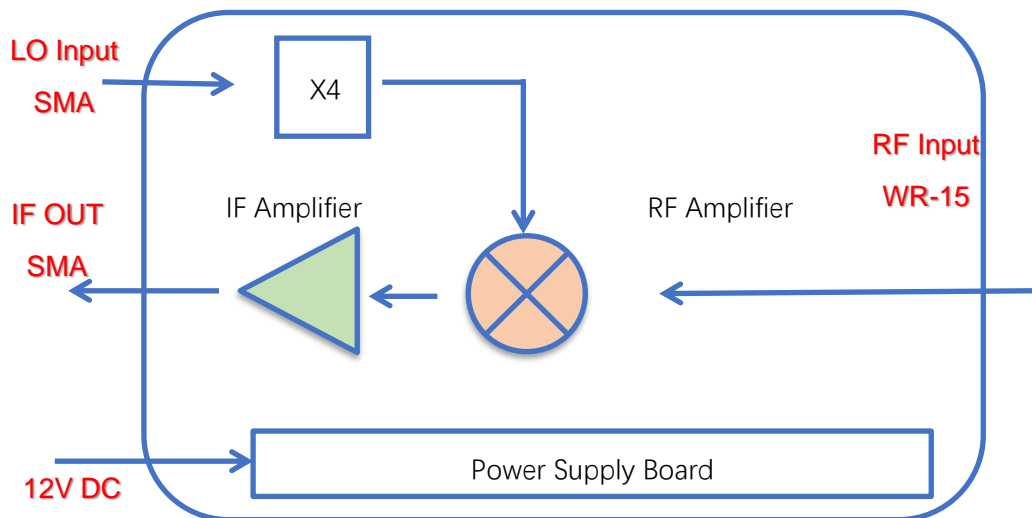 LO Input
SMA
X4
RF Input
WR-15
IF Amplifier
RF Amplifier
IF OUT
SMA
12V DC
Power Supply Board